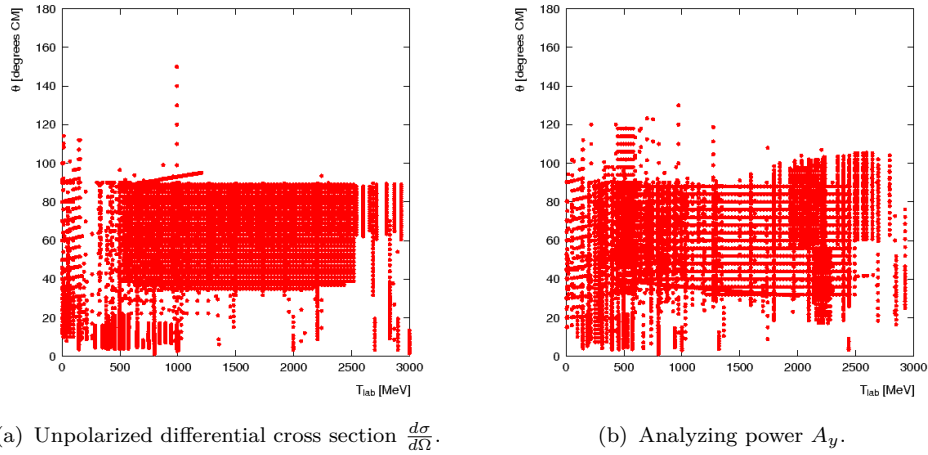 180
160
140
120
100
80
60
40
20
0
θ [degrees CM]
0 500 1000 1500 2000 2500 3000
T_lab [MeV]
180
160
140
120
100
80
60
40
20
0
θ [degrees CM]
0 500 1000 1500 2000 2500 3000
T_lab [MeV]
a) Unpolarized differential cross section dσ/dΩ.
(b) Analyzing power A_y.